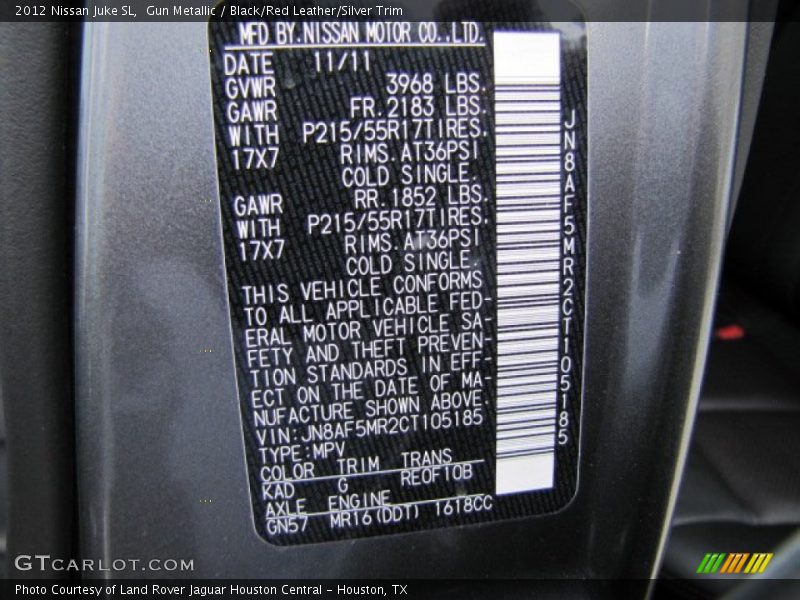 2012 Nissan Juke SL,  Gun Metallic / Black/Red Leather/Silver Trim
MFD BY.NISSAN MOTOR CO.,LTD.
DATE 11/11
GVWR 3968 LBS.
GAWR FR.2183 LBS.
WITH P215/55R17TIRES.
17X7 RIMS.AT36PSI
COLD SINGLE.
GAWR RR.1852 LBS.
WITH P215/55R17TIRES.
17X7 RIMS.AT36PSI
COLD SINGLE.
THIS VEHICLE CONFORMS
TO ALL APPLICABLE FED-
ERAL MOTOR VEHICLE SA-
FETY AND THEFT PREVEN-
TION STANDARDS IN EFF-
ECT ON THE DATE OF MA-
NUFACTURE SHOWN ABOVE.
VIN:JN8AF5MR2CT105185
TYPE:MPV
COLOR TRIM TRANS
KAD G RE0F10B
AXLE ENGINE
GN57 MR16(DDT) 1618CC
JN8AF5MR2CT105185
GTCARLOT.COM
Photo Courtesy of Land Rover Jaguar Houston Central - Houston, TX